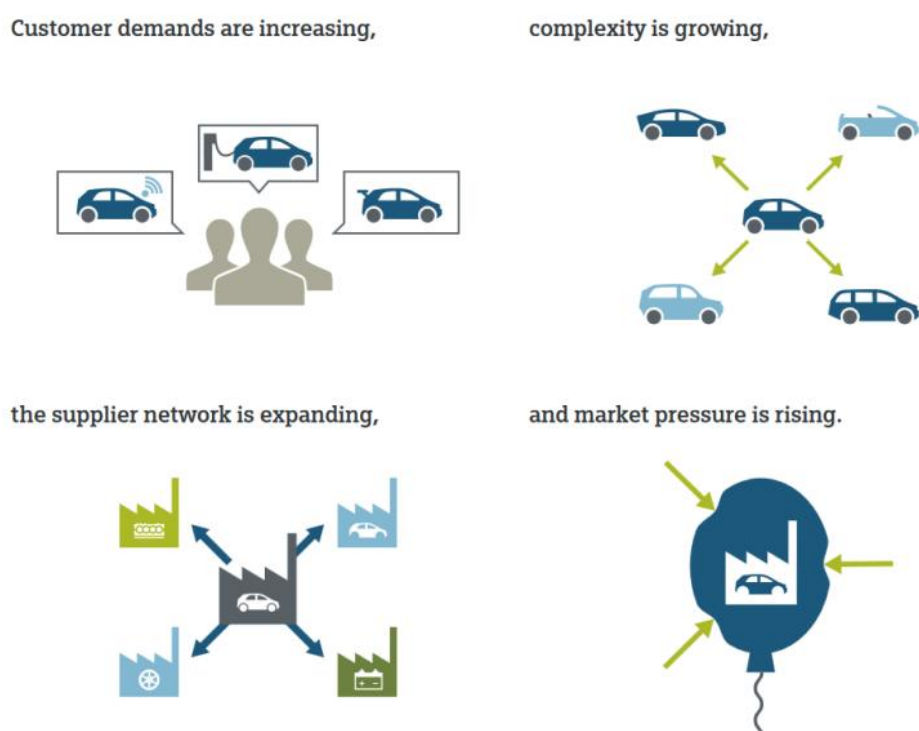 Customer demands are increasing,
complexity is growing,
the supplier network is expanding,
and market pressure is rising.